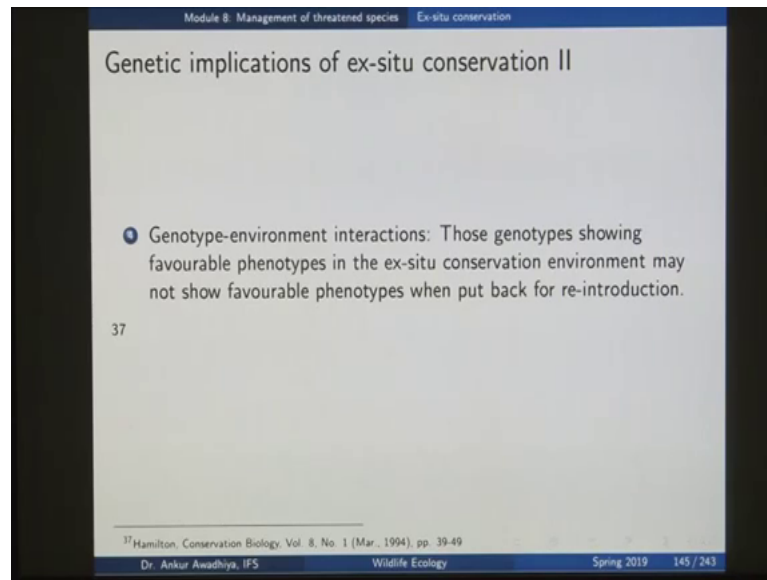 Module 8: Management of threatened species Ex-situ conservation
Genetic implications of ex-situ conservation II
Genotype-environment interactions: Those genotypes showing
favourable phenotypes in the ex-situ conservation environment may
not show favourable phenotypes when put back for re-introduction.
37
37 Hamilton, Conservation Biology, Vol. 8, No. 1 (Mar., 1994), pp. 39-49
Dr. Ankur Awadhiya, IFS Wildlife Ecology Spring 2019 145 / 243